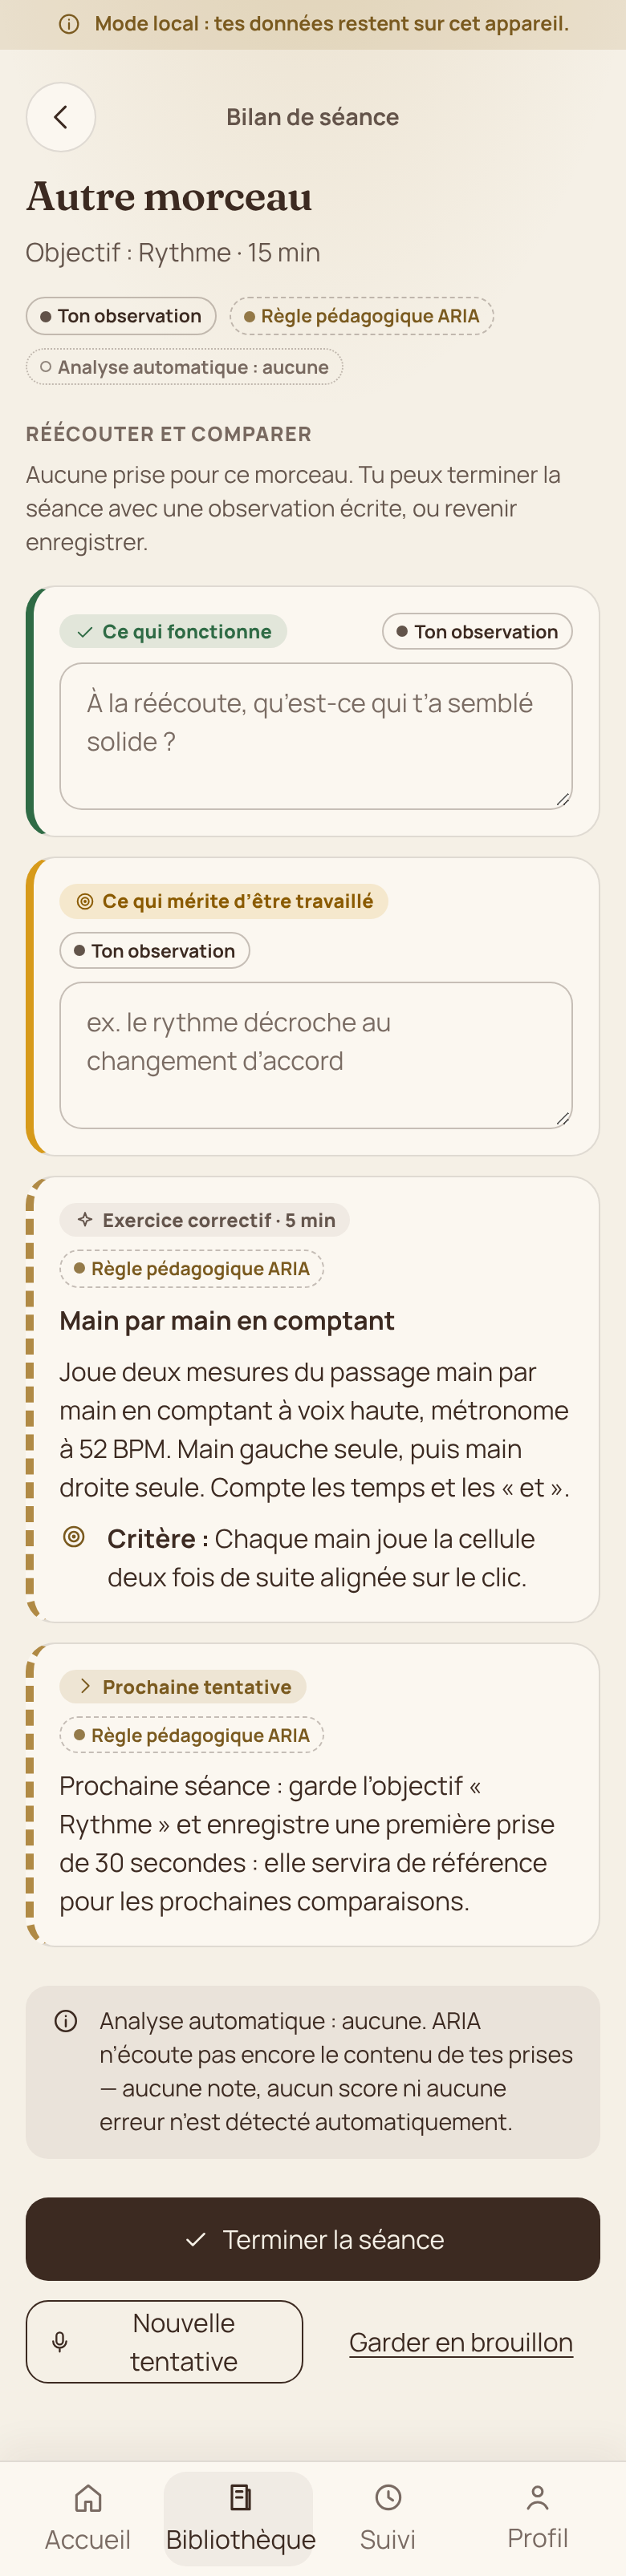 Mode local : tes données restent sur cet appareil.
Bilan de séance
Autre morceau
Objectif : Rythme · 15 min
Ton observation
Règle pédagogique ARIA
Analyse automatique : aucune
RÉÉCOUTER ET COMPARER
Aucune prise pour ce morceau. Tu peux terminer la
séance avec une observation écrite, ou revenir
enregistrer.
Ce qui fonctionne
Ton observation
À la réécoute, qu’est-ce qui t’a semblé
solide ?
Ce qui mérite d’être travaillé
Ton observation
ex. le rythme décroche au
changement d’accord
Exercice correctif · 5 min
Règle pédagogique ARIA
Main par main en comptant
Joue deux mesures du passage main par
main en comptant à voix haute, métronome
à 52 BPM. Main gauche seule, puis main
droite seule. Compte les temps et les « et ».
Critère : Chaque main joue la cellule
deux fois de suite alignée sur le clic.
Prochaine tentative
Règle pédagogique ARIA
Prochaine séance : garde l’objectif «
Rythme » et enregistre une première prise
de 30 secondes : elle servira de référence
pour les prochaines comparaisons.
Analyse automatique : aucune. ARIA
n’écoute pas encore le contenu de tes prises
— aucune note, aucun score ni aucune
erreur n’est détecté automatiquement.
Terminer la séance
Nouvelle
tentative
Garder en brouillon
Accueil
Bibliothèque
Suivi
Profil